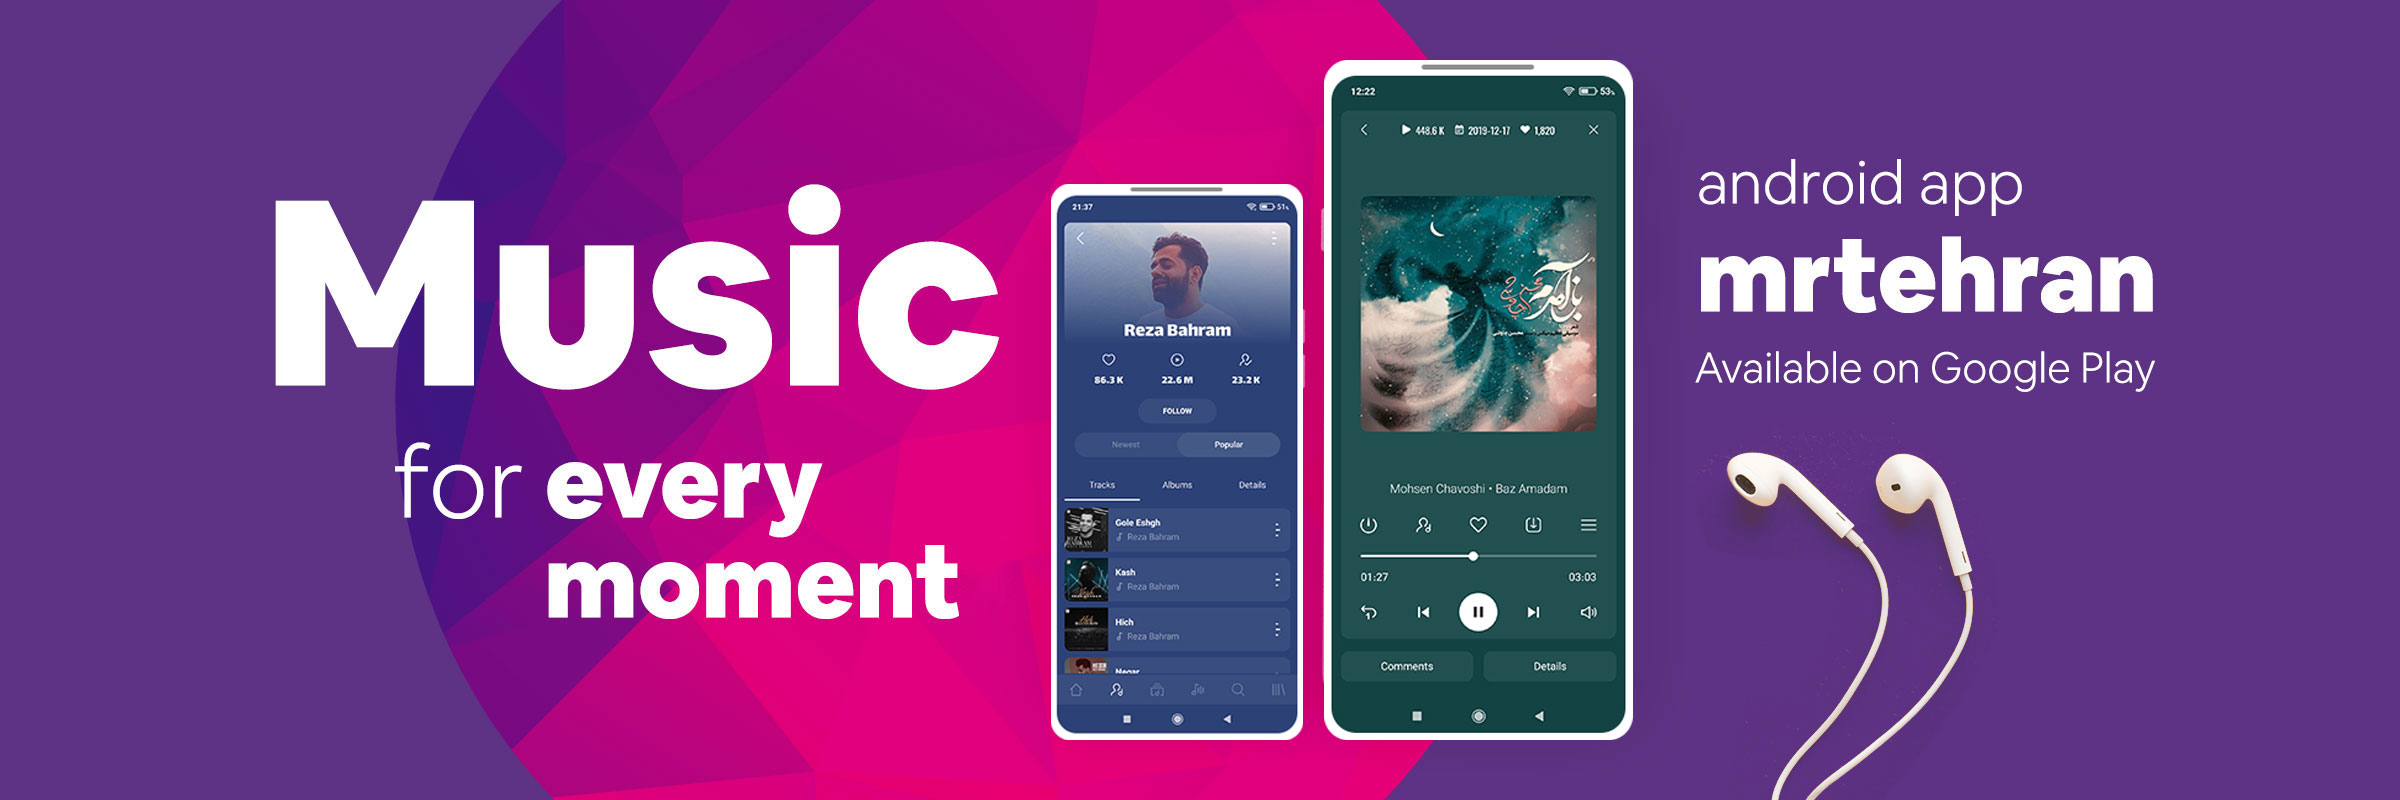 Music
for every
moment
21:37
51%
Reza Bahram
86.3 K
22.6 M
23.2 K
FOLLOW
Newest
Popular
Tracks
Albums
Details
Gole Eshgh
Reza Bahram
Kash
Reza Bahram
Hich
Reza Bahram
Negar
12:22
53%
448.6 K
2019-12-17
1,820
باز آمدم
Mohsen Chavoshi • Baz Amadam
01:27
03:03
1
Comments
Details
android app
mrtehran
Available on Google Play